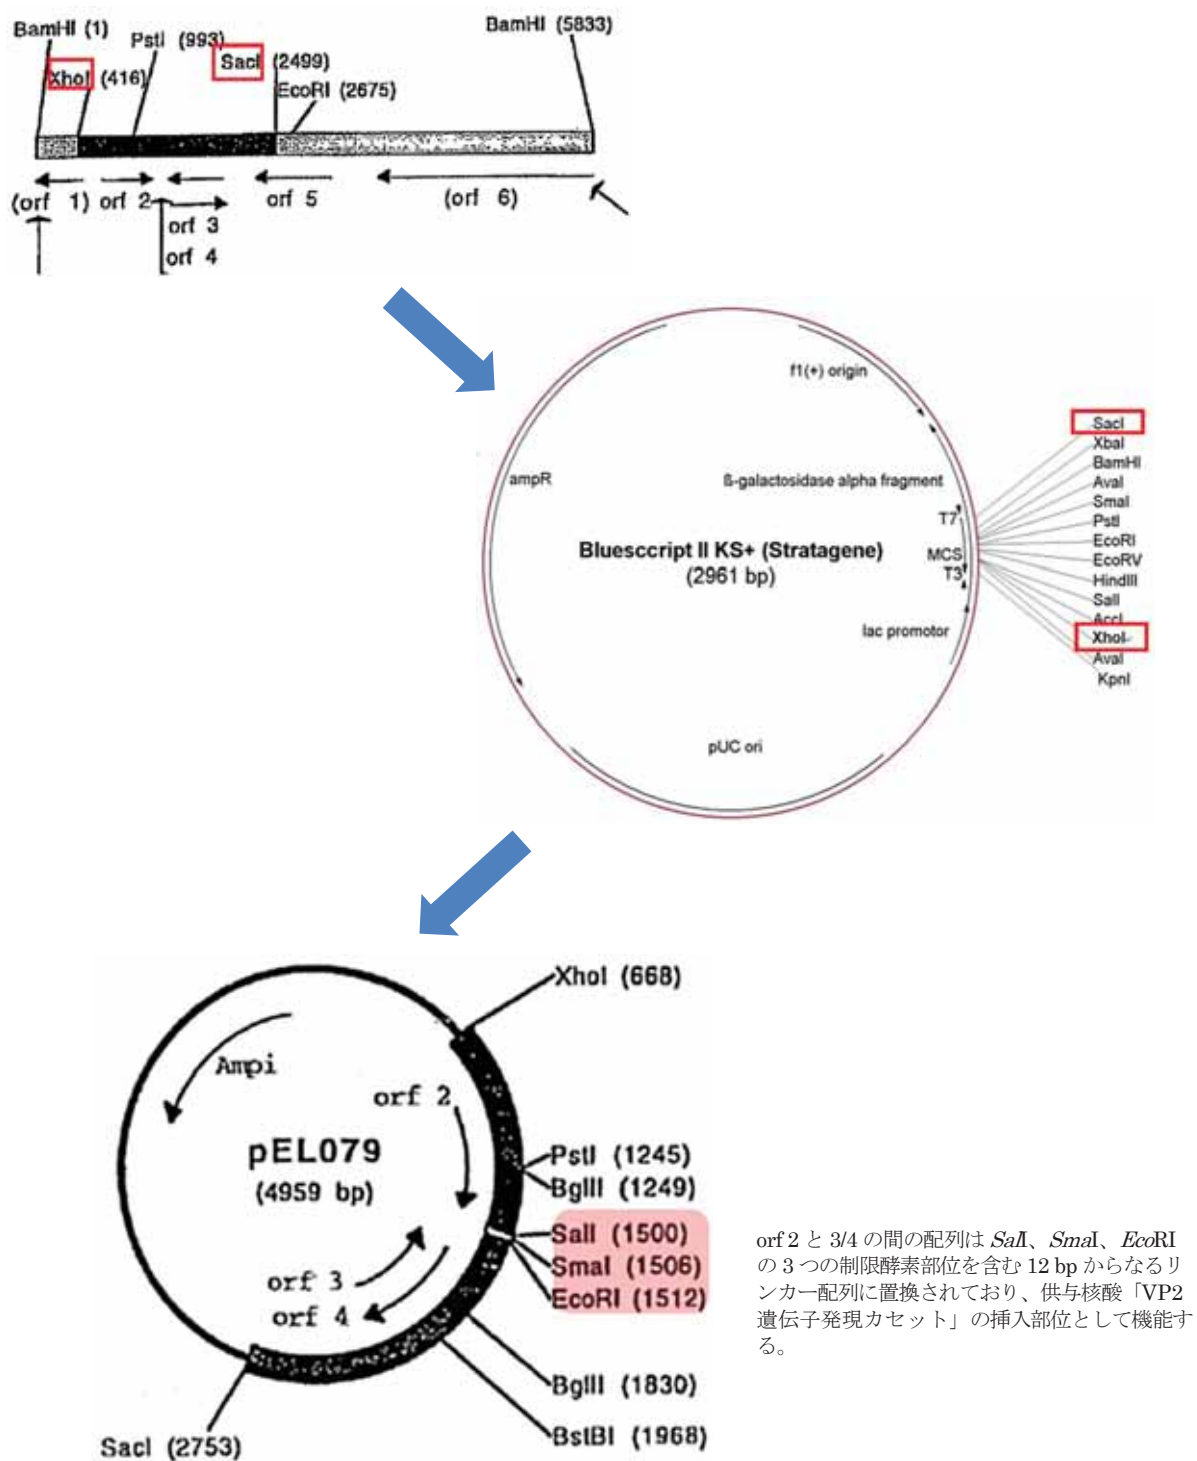 BamHI (1)
PstI (993)
BamHI (5833)
XhoI (416)
SacI (2499)
EcoRI (2675)
(orf 1)
orf 2
orf 3
orf 4
orf 5
(orf 6)
f1(+) origin
ampR
ß-galactosidase alpha fragment
T7
MCS
T3
Bluesccript II KS+ (Stratagene)
(2961 bp)
lac promotor
pUC ori
SacI
XbaI
BamHI
AvaI
SmaI
PstI
EcoRI
EcoRV
HindIII
SalI
AccI
XhoI
AvaI
KpnI
XhoI (668)
Ampi
orf 2
pEL079
(4959 bp)
PstI (1245)
BglII (1249)
SalI (1500)
SmaI (1506)
EcoRI (1512)
orf 3
orf 4
BglII (1830)
BstBI (1968)
SacI (2753)
orf 2 と 3/4 の間の配列は SalI、SmaI、EcoRI
の 3 つの制限酵素部位を含む 12 bp からなるリ
ンカー配列に置換されており、供与核酸「VP2
遺伝子発現カセット」の挿入部位として機能す
る。